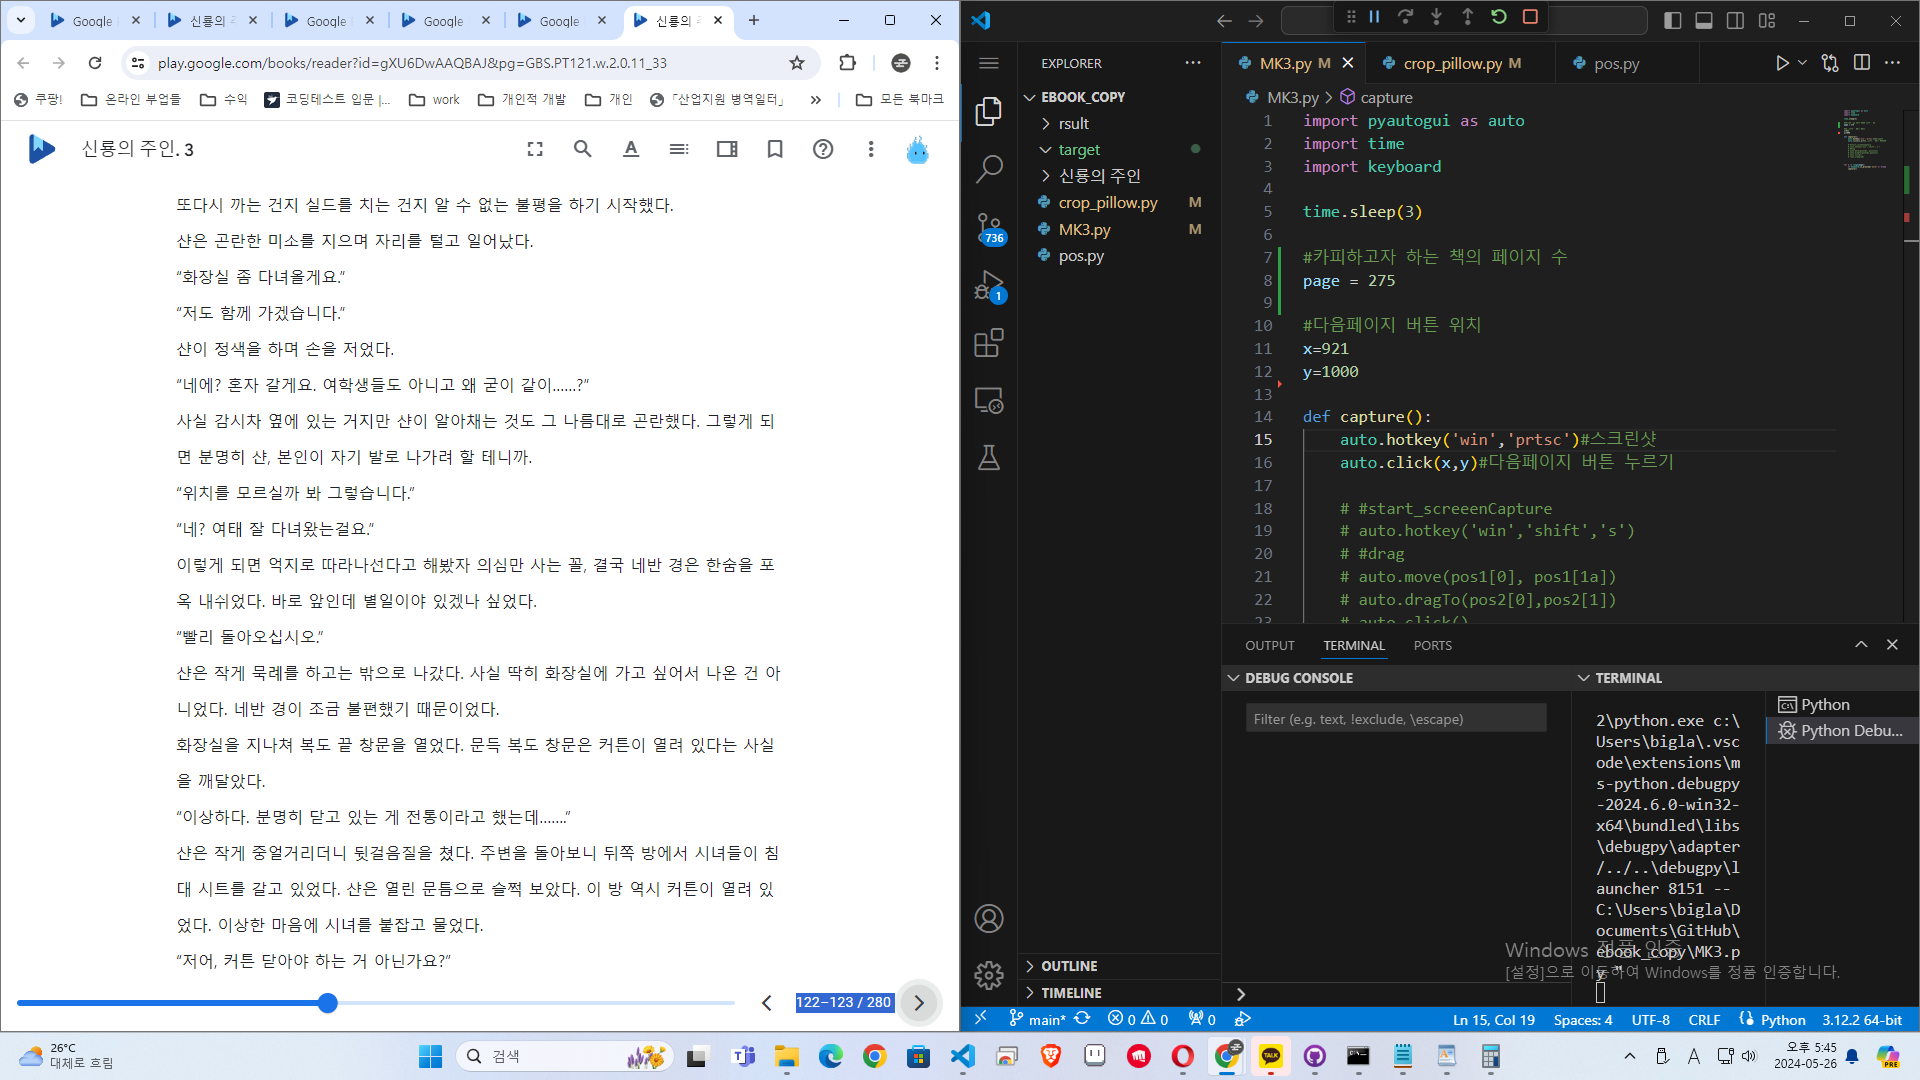 Google
신룡의 주
Google
Google
Google
신룡의 주
play.google.com/books/reader?id=gXU6DwAAQBAJ&pg=GBS.PT121.w.2.0.11_33
쿠팡!
온라인 부업들
수익
코딩테스트 입문 |...
work
개인적 개발
개인
「산업지원 병역일터」
»
모든 북마크
신룡의 주인. 3
또다시 까는 건지 실드를 치는 건지 알 수 없는 불평을 하기 시작했다.
샨은 곤란한 미소를 지으며 자리를 털고 일어났다.
“화장실 좀 다녀올게요.”
“저도 함께 가겠습니다.”
샨이 정색을 하며 손을 저었다.
“네에? 혼자 갈게요. 여학생들도 아니고 왜 굳이 같이......?”
사실 감시차 옆에 있는 거지만 샨이 알아채는 것도 그 나름대로 곤란했다. 그렇게 되
면 분명히 샨, 본인이 자기 발로 나가려 할 테니까.
“위치를 모르실까 봐 그렇습니다.”
“네? 여태 잘 다녀왔는걸요.”
이렇게 되면 억지로 따라나선다고 해봤자 의심만 사는 꼴, 결국 네반 경은 한숨을 포
옥 내쉬었다. 바로 앞인데 별일이야 있겠나 싶었다.
“빨리 돌아오십시오.”
샨은 작게 묵례를 하고는 밖으로 나갔다. 사실 딱히 화장실에 가고 싶어서 나온 건 아
니었다. 네반 경이 조금 불편했기 때문이었다.
화장실을 지나쳐 복도 끝 창문을 열었다. 문득 복도 창문은 커튼이 열려 있다는 사실
을 깨달았다.
“이상하다. 분명히 닫고 있는 게 전통이라고 했는데.......”
샨은 작게 중얼거리더니 뒷걸음질을 쳤다. 주변을 돌아보니 뒤쪽 방에서 시녀들이 침
대 시트를 갈고 있었다. 샨은 열린 문틈으로 슬쩍 보았다. 이 방 역시 커튼이 열려 있
었다. 이상한 마음에 시녀를 붙잡고 물었다.
“저어, 커튼 닫아야 하는 거 아닌가요?”
122–123 / 280
EXPLORER
EBOOK_COPY
rsult
target
신룡의 주인
crop_pillow.py M
MK3.py M
pos.py
736
1
OUTLINE
TIMELINE
MK3.py M
crop_pillow.py M
pos.py
MK3.py > capture
1 import pyautogui as auto
2 import time
3 import keyboard
4
5 time.sleep(3)
6
7 #카피하고자 하는 책의 페이지 수
8 page = 275
9
10 #다음페이지 버튼 위치
11 x=921
12 y=1000
13
14 def capture():
15 auto.hotkey('win','prtsc')#스크린샷
16 auto.click(x,y)#다음페이지 버튼 누르기
17
18 # #start_screeenCapture
19 # auto.hotkey('win','shift','s')
20 # #drag
21 # auto.move(pos1[0], pos1[1a])
22 # auto.dragTo(pos2[0],pos2[1])
23 # auto.click()
OUTPUT
TERMINAL
PORTS
DEBUG CONSOLE
Filter (e.g. text, !exclude, \escape)
TERMINAL
2\python.exe c:\
Users\bigla\.vsc
ode\extensions\m
s-python.debugpy
-2024.6.0-win32-
x64\bundled\libs
\debugpy\adapter
/../..\debugpy\l
auncher 8151 --
C:\Users\bigla\D
ocuments\GitHub\
ebook_copy\MK3.p
y "
Python
Python Debu...
Windows 정품 인증
[설정]으로 이동하여 Windows를 정품 인증합니다.
main*
0
0
0
Ln 15, Col 19
Spaces: 4
UTF-8
CRLF
Python
3.12.2 64-bit
26°C
대체로 흐림
검색
TALK
A
오후 5:45
2024-05-26
PRE